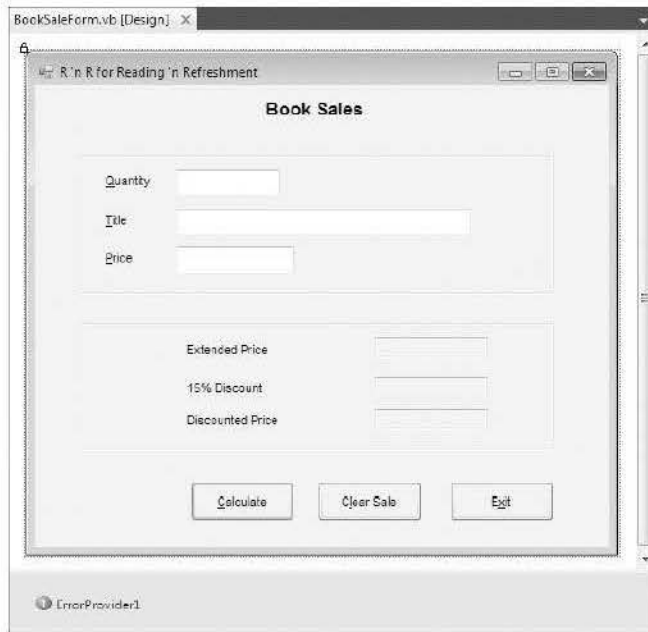 BookSaleForm.vb [Design]
R 'n R for Reading 'n Refreshment
Book Sales
Quantity
Title
Price
Extended Price
15% Discount
Discounted Price
Calculate
Clear Sale
Exit
ErrorProvider1